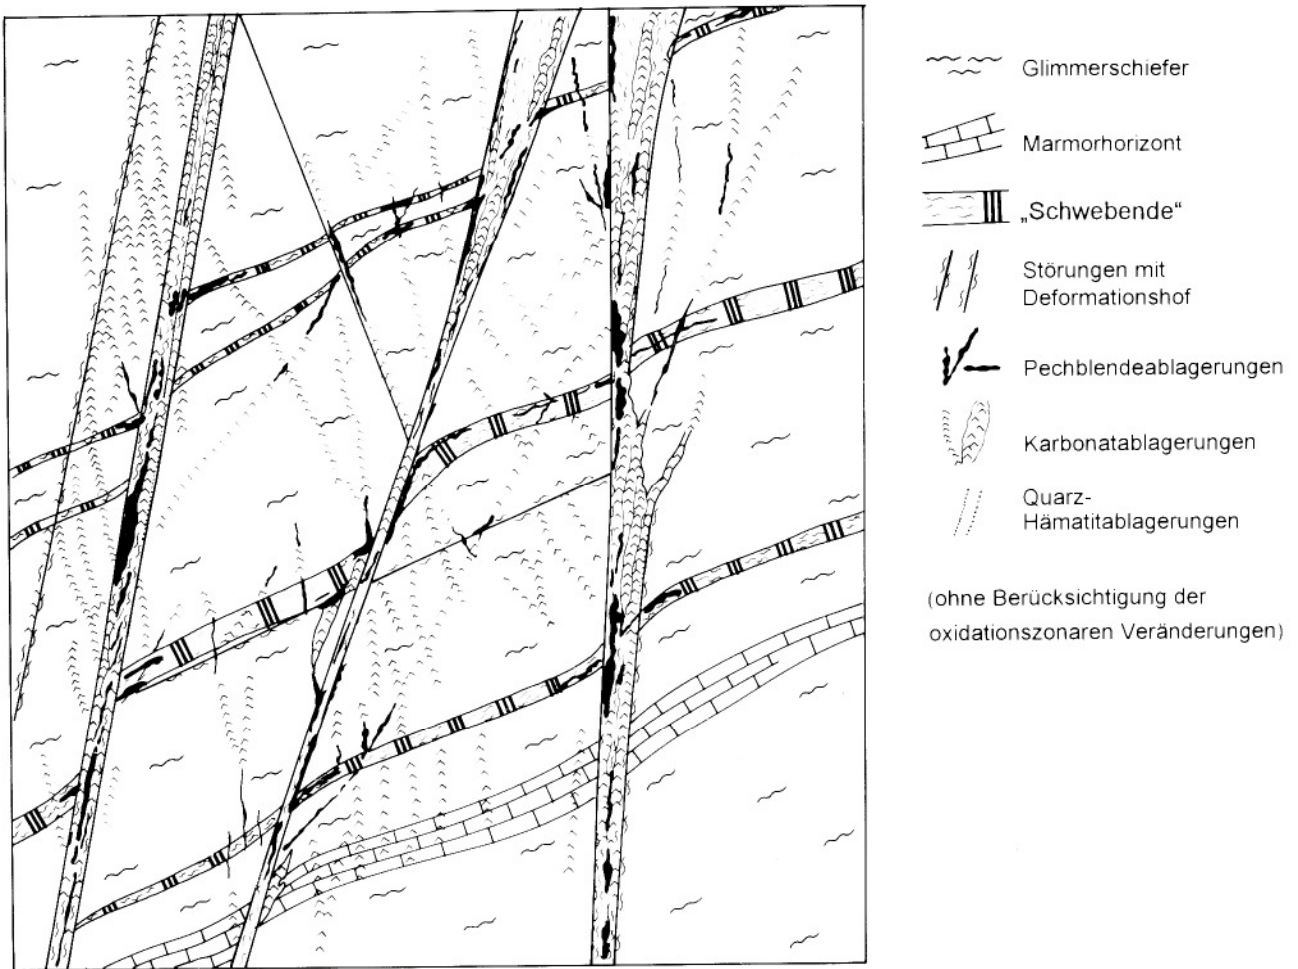 Glimmerschiefer
Marmorhorizont
„Schwebende“
Störungen mit
Deformationshof
Pechblendeablagerungen
Karbonatablagerungen
Quarz-
Hämatitablagerungen
(ohne Berücksichtigung der
oxidationszonaren Veränderungen)